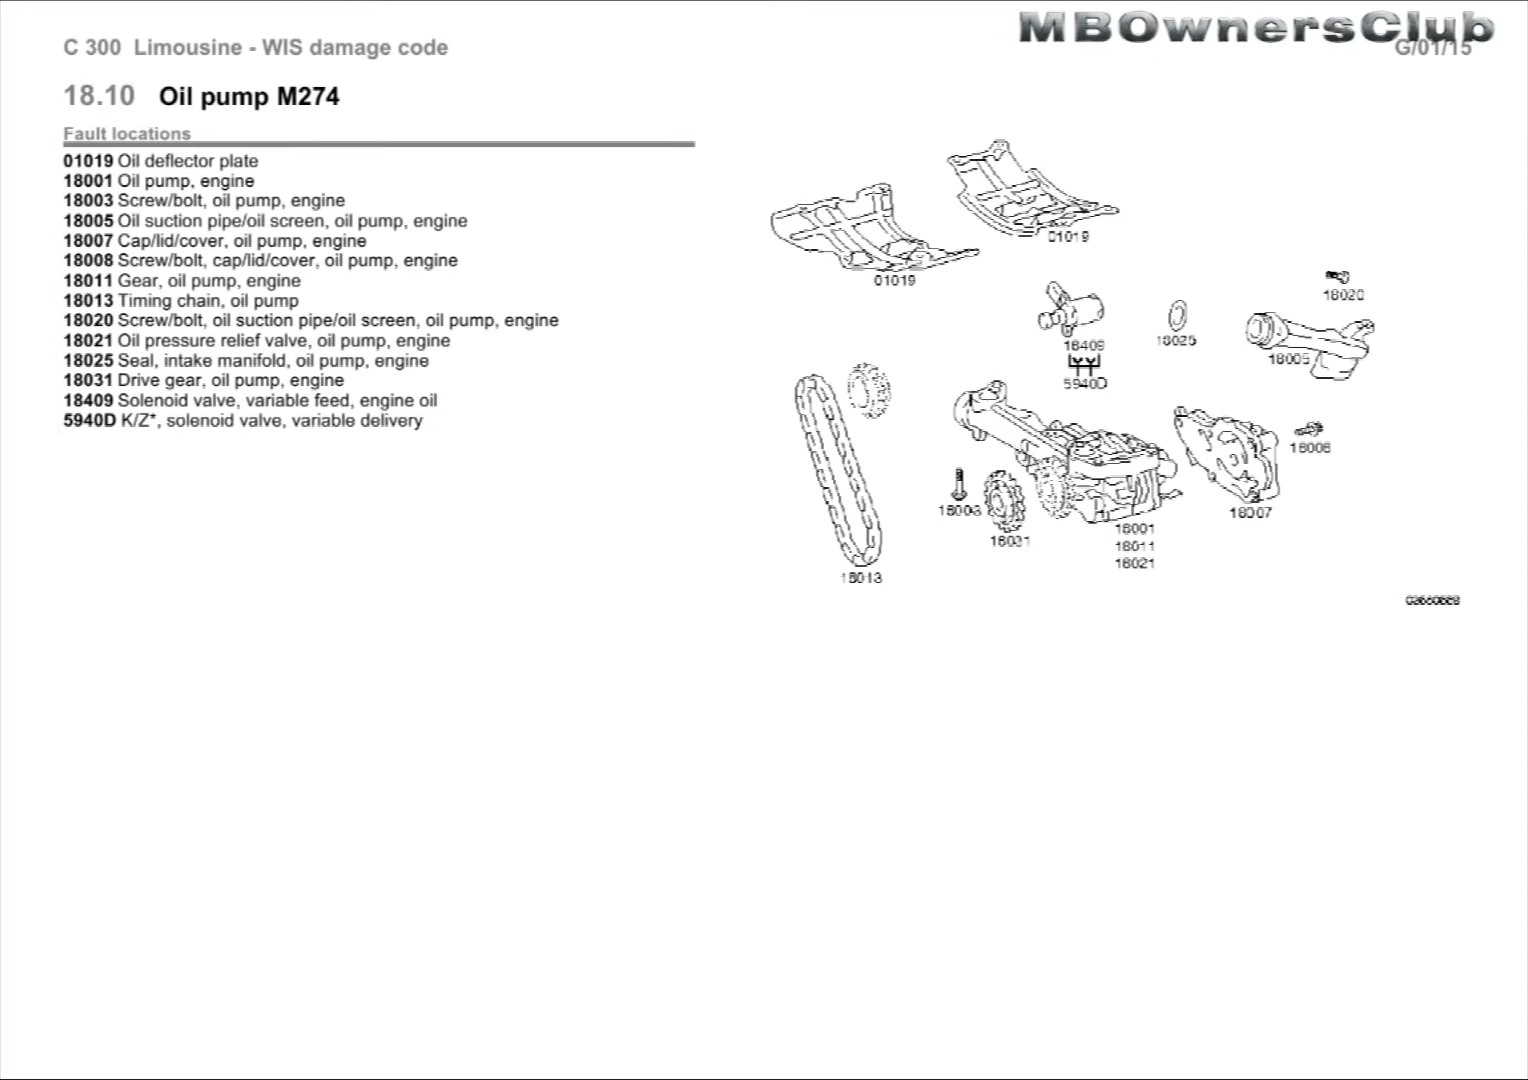 MBOwnersClub
C 300 Limousine - WIS damage code
G/01/15
18.10 Oil pump M274
Fault locations
01019 Oil deflector plate
18001 Oil pump, engine
18003 Screw/bolt, oil pump, engine
18005 Oil suction pipe/oil screen, oil pump, engine
18007 Cap/lid/cover, oil pump, engine
18008 Screw/bolt, cap/lid/cover, oil pump, engine
18011 Gear, oil pump, engine
18013 Timing chain, oil pump
18020 Screw/bolt, oil suction pipe/oil screen, oil pump, engine
18021 Oil pressure relief valve, oil pump, engine
18025 Seal, intake manifold, oil pump, engine
18031 Drive gear, oil pump, engine
18409 Solenoid valve, variable feed, engine oil
5940D K/Z*, solenoid valve, variable delivery
01019
01019
18020
18409
18025
18005
5940D
18008
18003
18007
18031
18001
18011
18021
18013